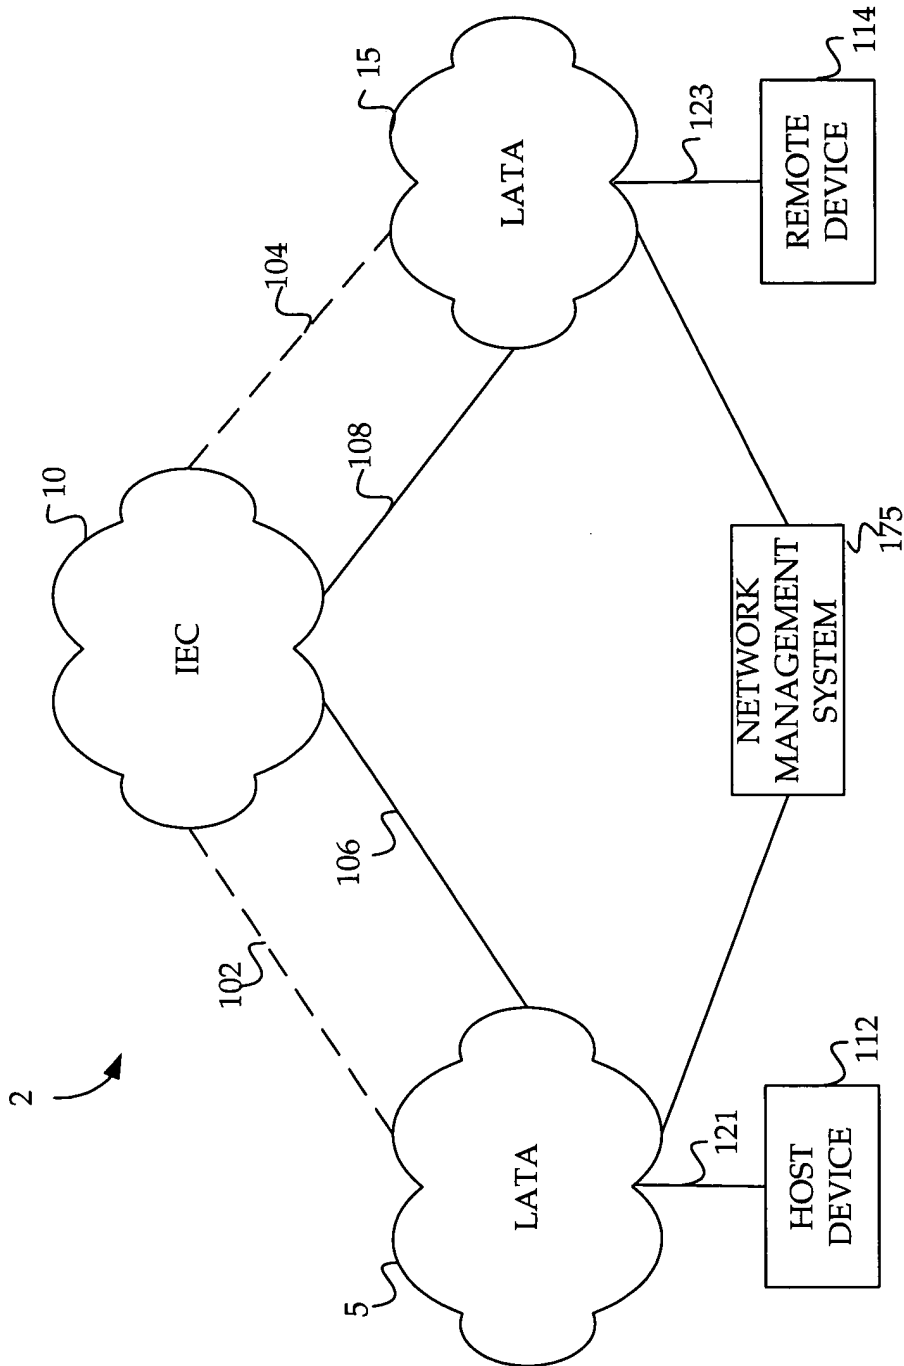 2
10
IEC
102
104
15
LATA
106
108
5
LATA
121
123
HOST
DEVICE
112
NETWORK
MANAGEMENT
SYSTEM
175
REMOTE
DEVICE
114